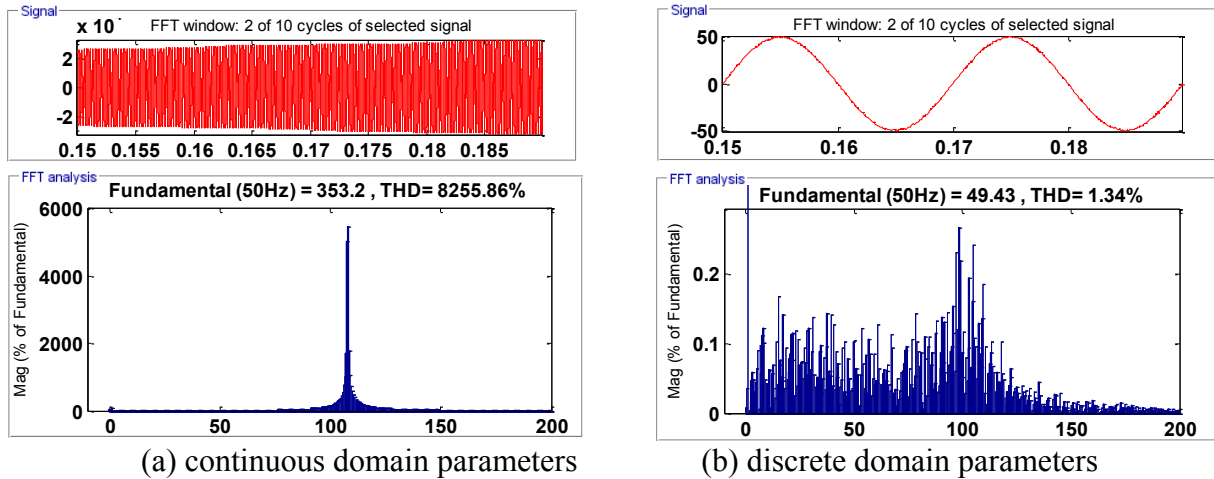 Signal
FFT window: 2 of 10 cycles of selected signal
x 10
2
0
-2
0.15 0.155 0.16 0.165 0.17 0.175 0.18 0.185
FFT analysis
Fundamental (50Hz) = 353.2 , THD= 8255.86%
Mag (% of Fundamental)
6000
4000
2000
0
0 50 100 150 200
(a) continuous domain parameters
Signal
FFT window: 2 of 10 cycles of selected signal
50
0
-50
0.15 0.16 0.17 0.18
FFT analysis
Fundamental (50Hz) = 49.43 , THD= 1.34%
Mag (% of Fundamental)
0.2
0.1
0
0 50 100 150 200
(b) discrete domain parameters